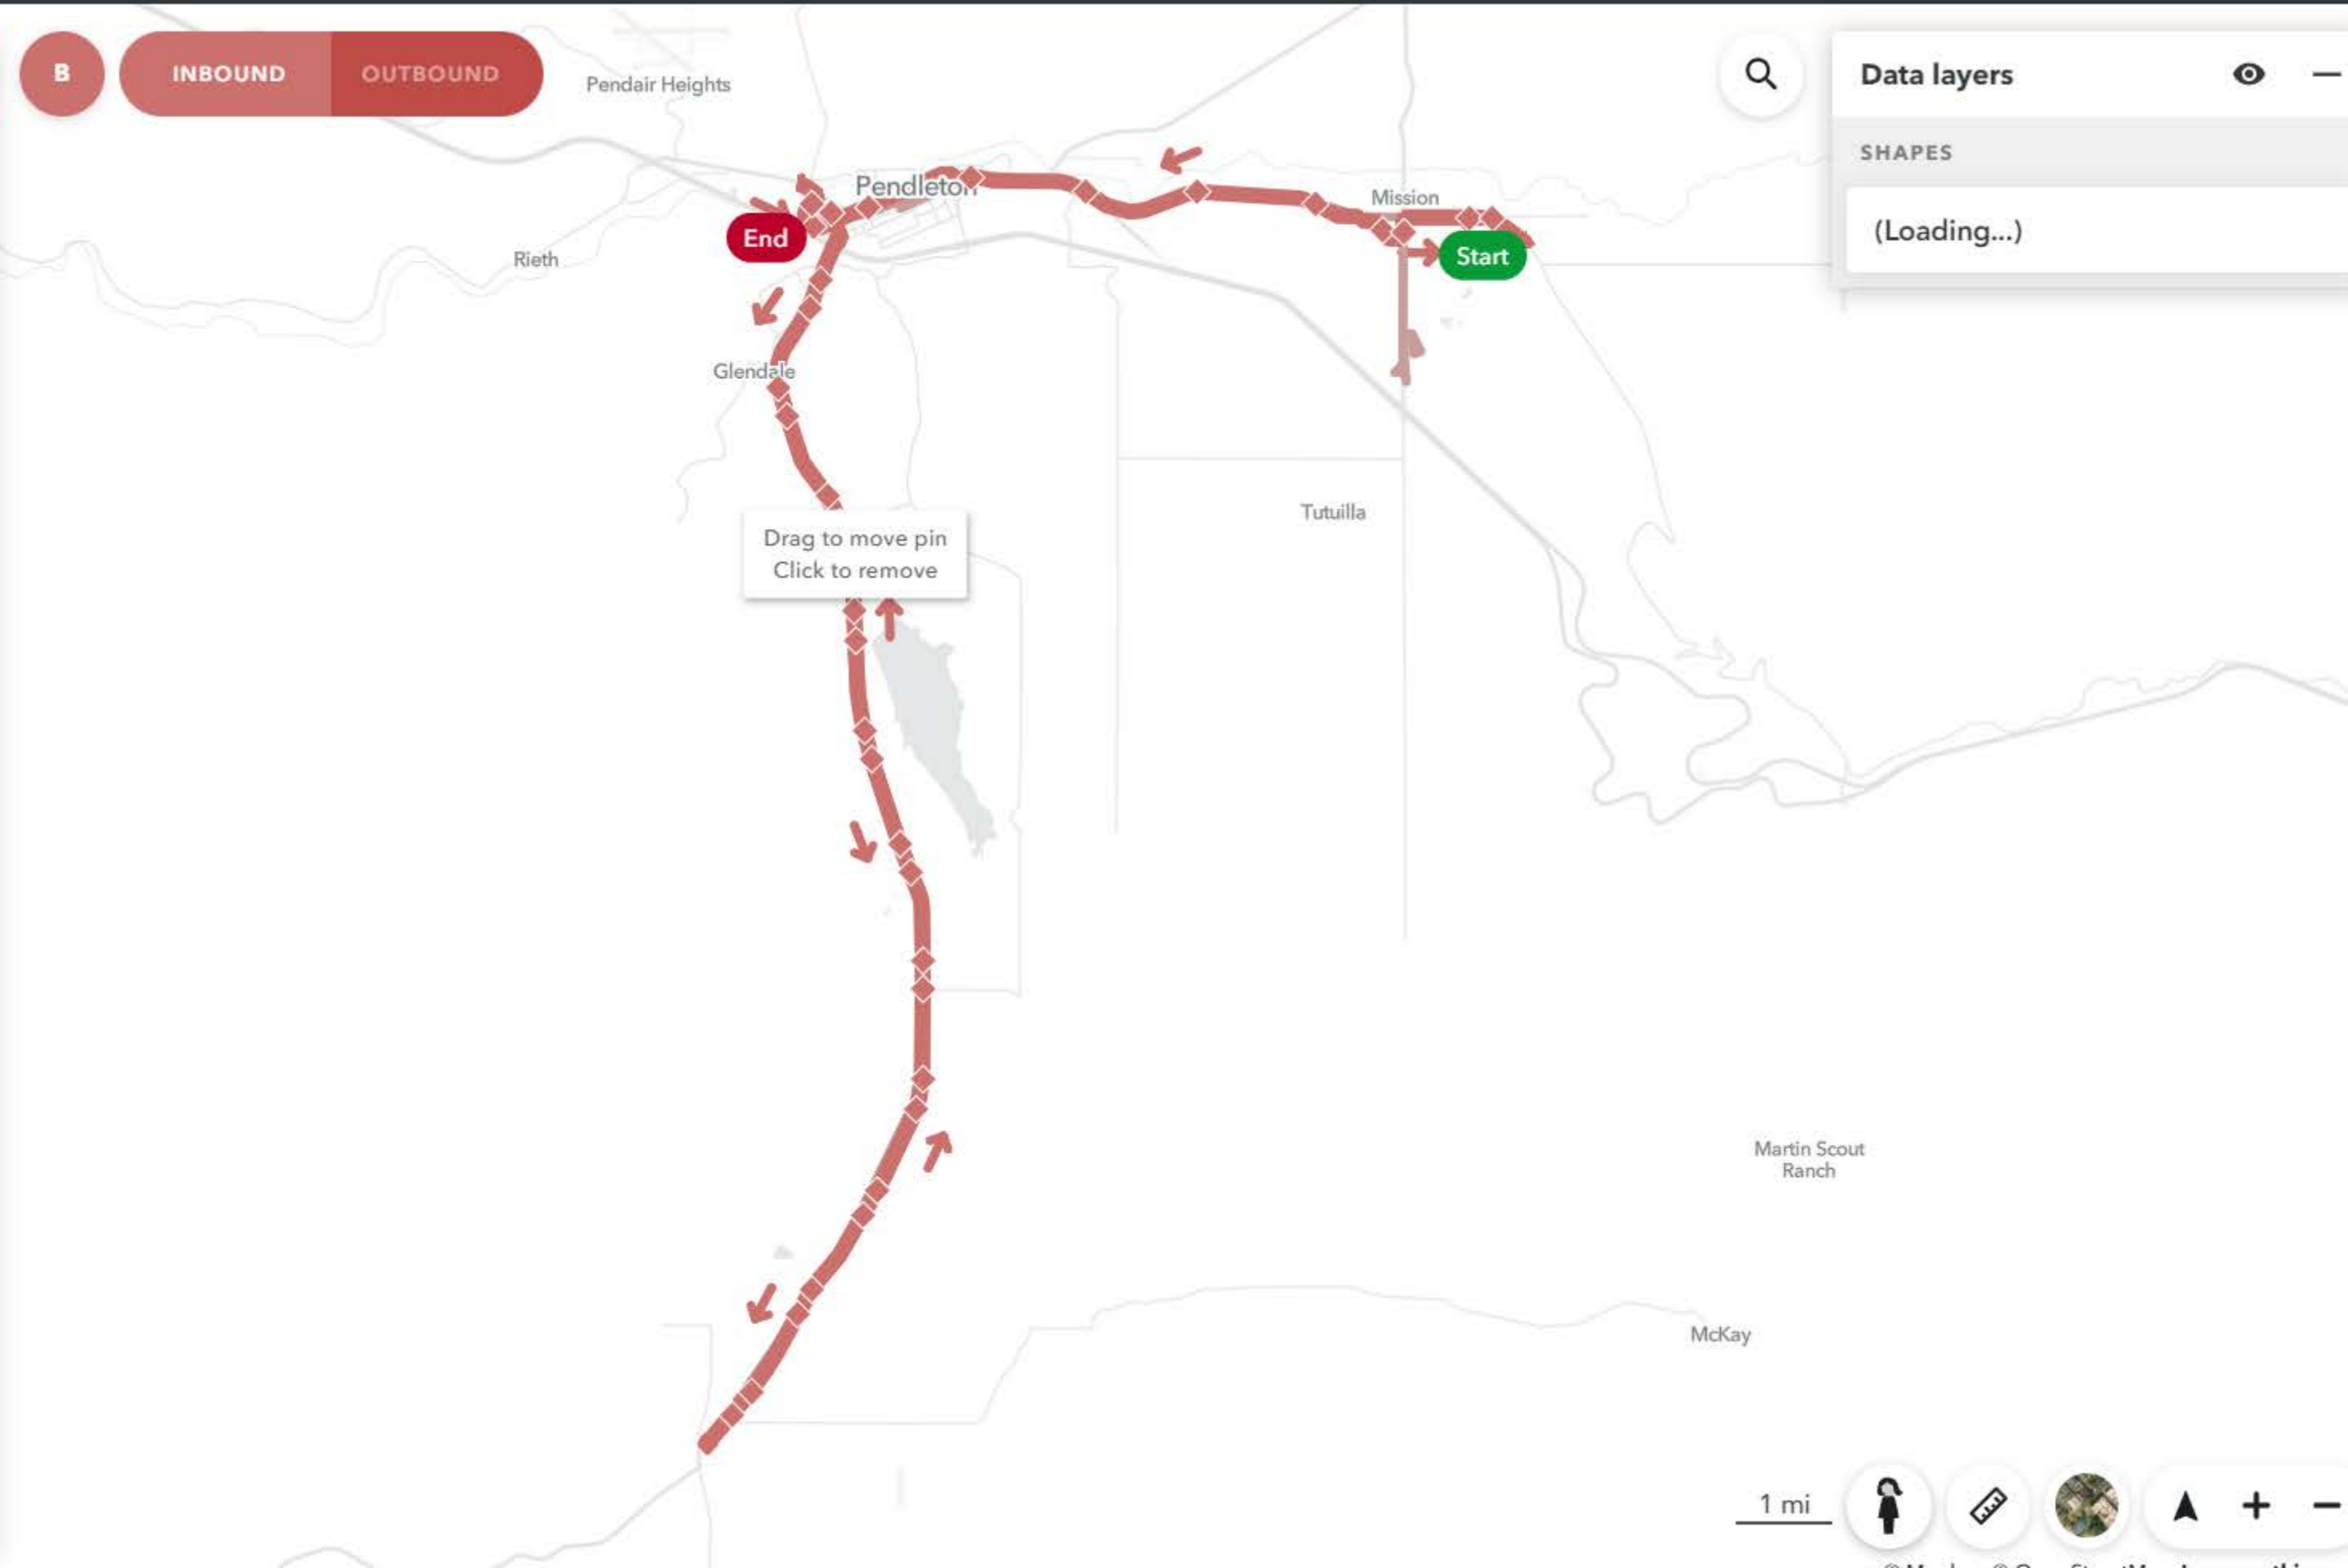 B
INBOUND
OUTBOUND
Pendair Heights
Data layers
SHAPES
(Loading...)
Pendleton
Mission
End
Start
Rieth
Glendale
Tutuilla
Drag to move pin
Click to remove
Martin Scout
Ranch
McKay
1 mi